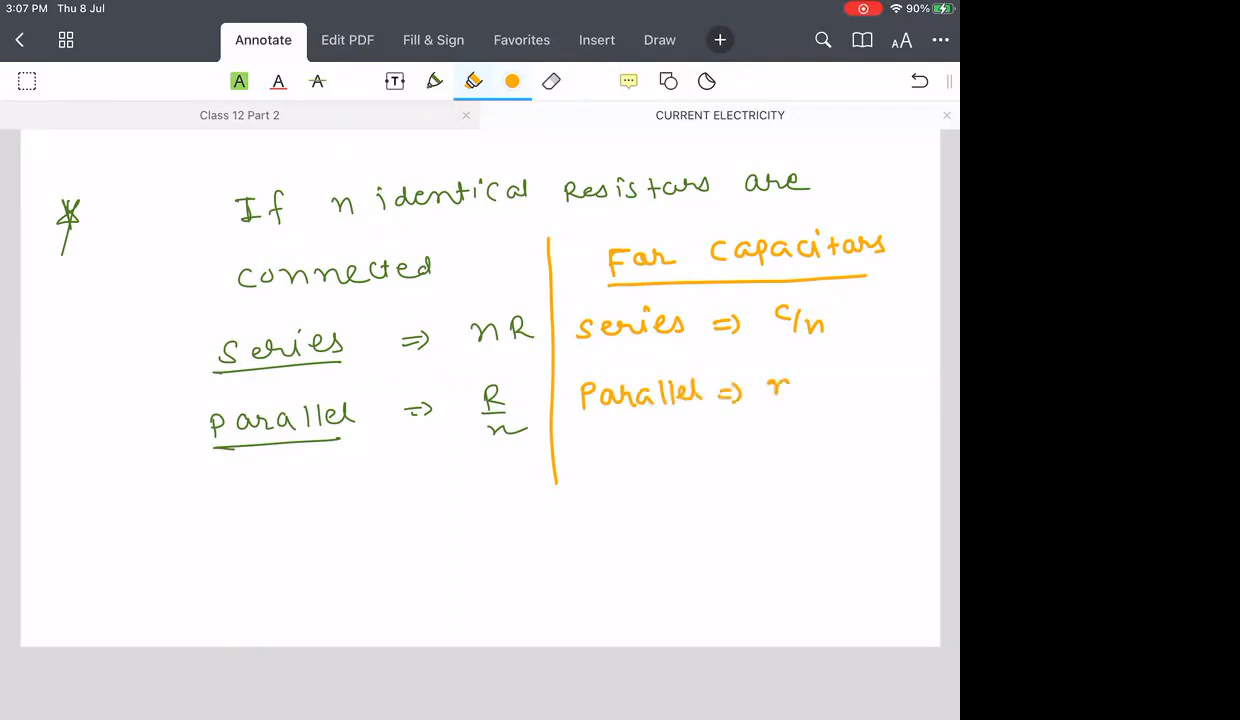 3:07 PM Thu 8 Jul
90%
Annotate Edit PDF Fill & Sign Favorites Insert Draw
Class 12 Part 2
CURRENT ELECTRICITY
If n identical Resistors are
connected
Series => nR
Parallel => R/n
For Capacitors
Series => C/n
Parallel => n